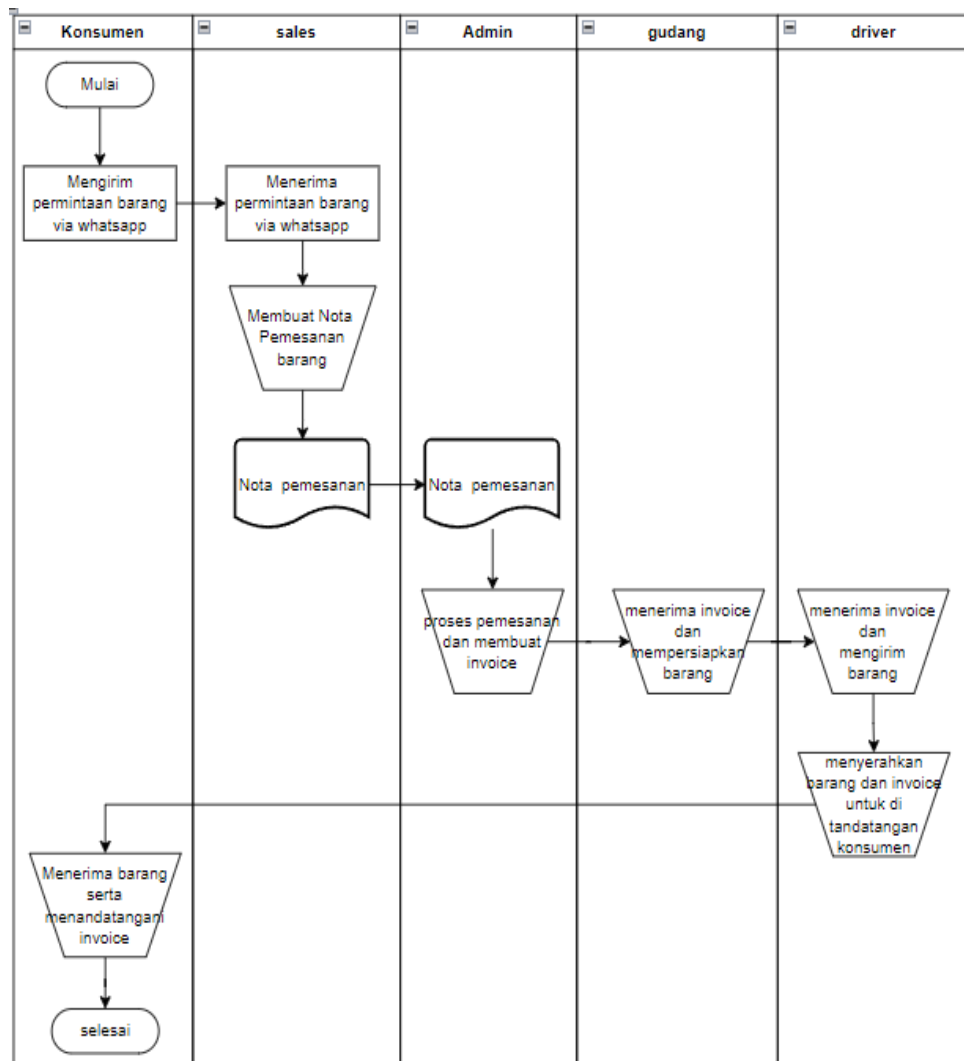 Konsumen
sales
Admin
gudang
driver
Mulai
Mengirim
permintaan barang
via whatsapp
Menerima
permintaan barang
via whatsapp
Membuat Nota
Pemesanan
barang
Nota pemesanan
Nota pemesanan
proses pemesanan
dan membuat
invoice
menerima invoice
dan
mempersiapkan
barang
menerima invoice
dan
mengirim
barang
menyerahkan
barang dan invoice
untuk di
tandatangan
konsumen
Menerima barang
serta
menandatangani
invoice
selesai